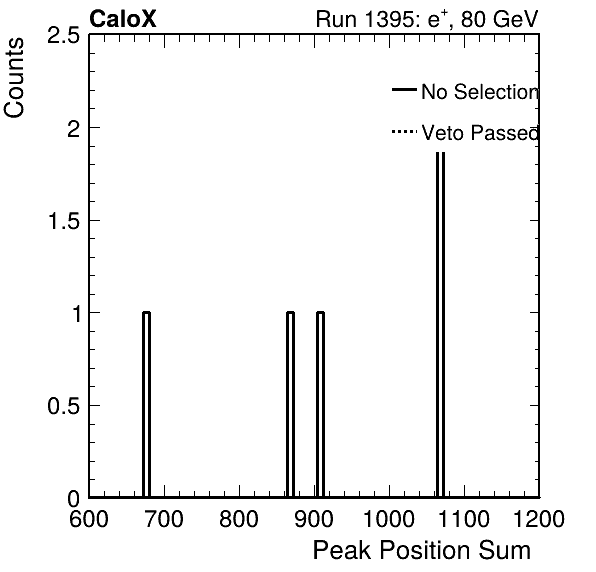 CaloX
Run 1395: e+, 80 GeV
Counts
2.5
2
1.5
1
0.5
0
No Selection
Veto Passed
600 700 800 900 1000 1100 1200
Peak Position Sum